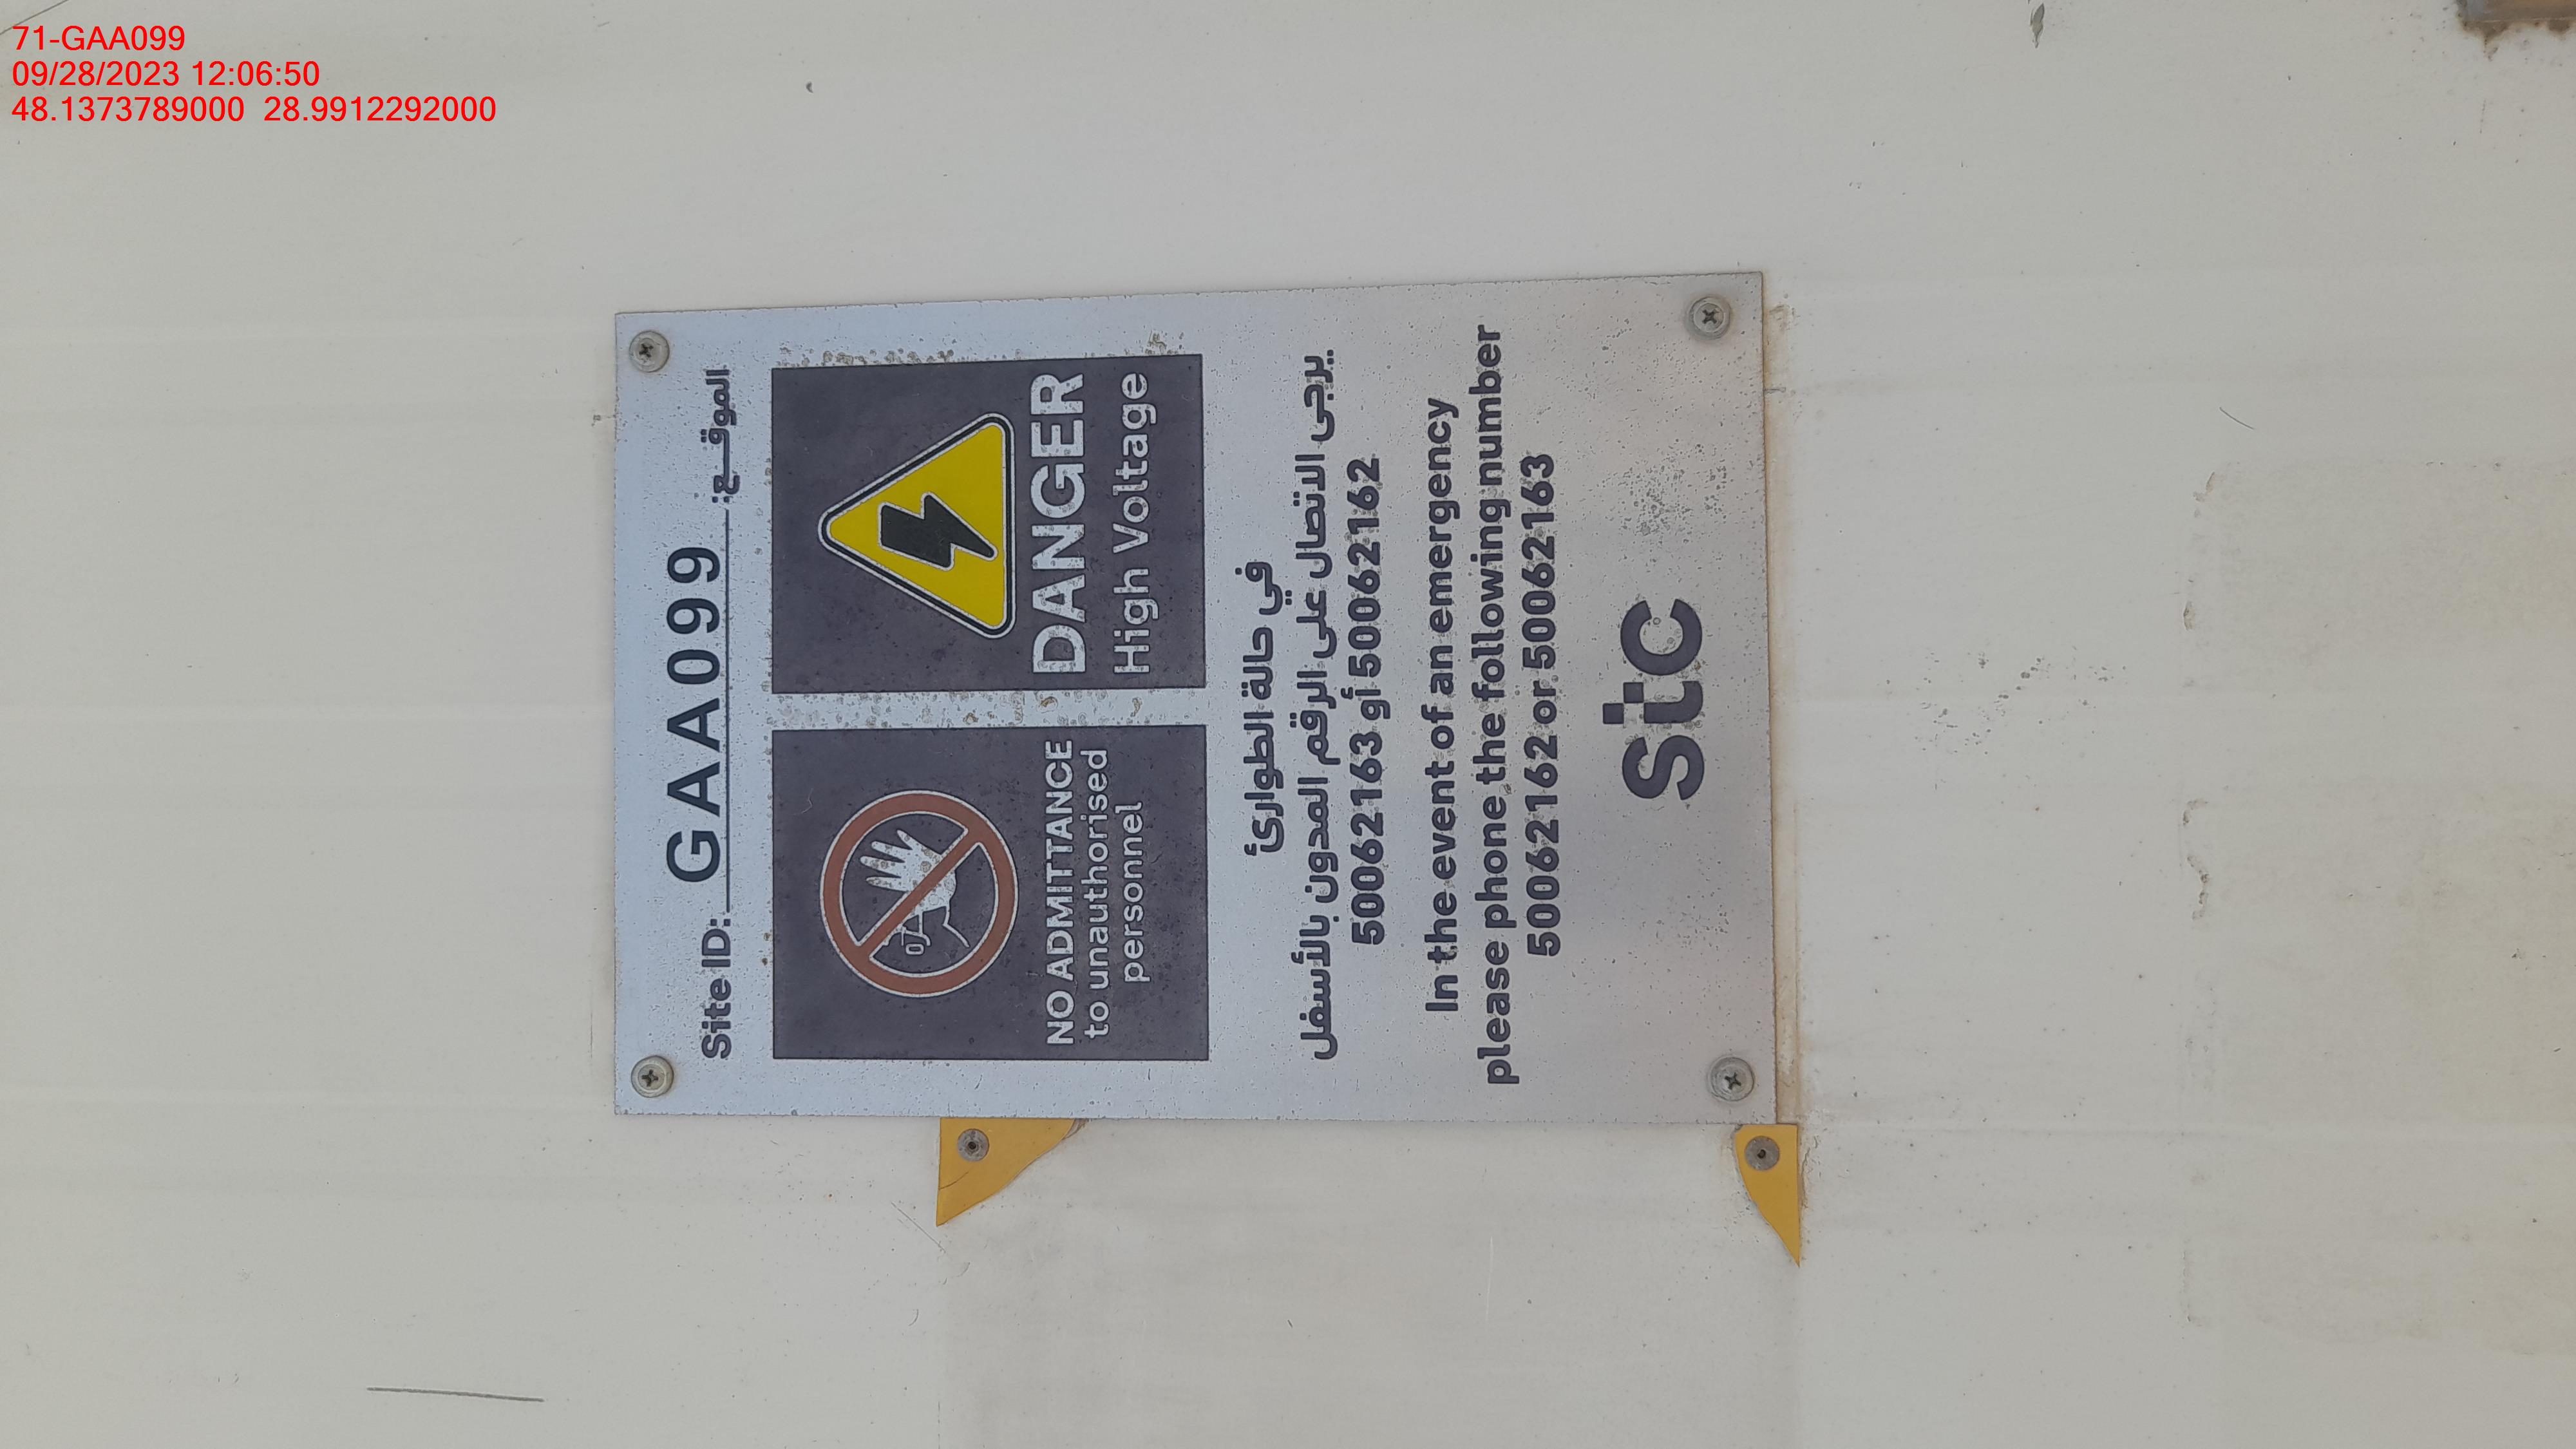 71-GAA099
09/28/2023 12:06:50
48.1373789000 28.9912292000
Site ID: GAA099 الموقــع:
NO ADMITTANCE
to unauthorised
personnel
DANGER
High Voltage
في حالة الطوارئ
يرجى الاتصال على الرقم المدون بالأسفل
50062163 أو 50062162
In the event of an emergency
please phone the following number
50062162 or 50062163
stc